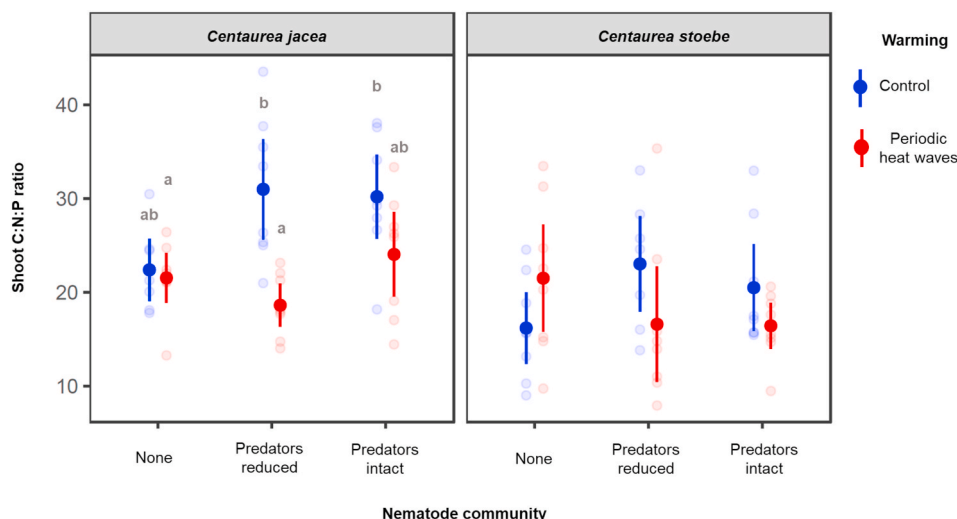 Centaurea jacea
Centaurea stoebe
Warming
Control
Periodic
heat waves
Shoot C:N:P ratio
40
30
20
10
ab
a
b
a
b
ab
None
Predators
reduced
Predators
intact
None
Predators
reduced
Predators
intact
Nematode community